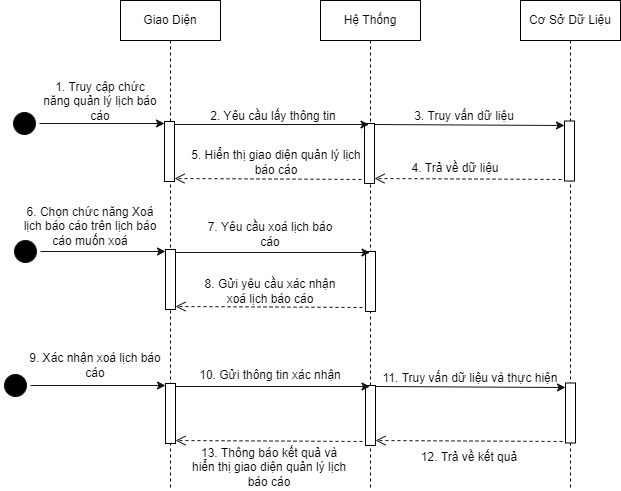 Giao Diện
Hệ Thống
Cơ Sở Dữ Liệu
1. Truy cập chức
năng quản lý lịch báo
cáo
2. Yêu cầu lấy thông tin
3. Truy vấn dữ liệu
4. Trả về dữ liệu
5. Hiển thị giao diện quản lý lịch
báo cáo
6. Chọn chức năng Xoá
lịch báo cáo trên lịch báo
cáo muốn xoá
7. Yêu cầu xoá lịch báo
cáo
8. Gửi yêu cầu xác nhận
xoá lịch báo cáo
9. Xác nhận xoá lịch báo
cáo
10. Gửi thông tin xác nhận
11. Truy vấn dữ liệu và thực hiện
12. Trả về kết quả
13. Thông báo kết quả và
hiển thị giao diện quản lý lịch
báo cáo